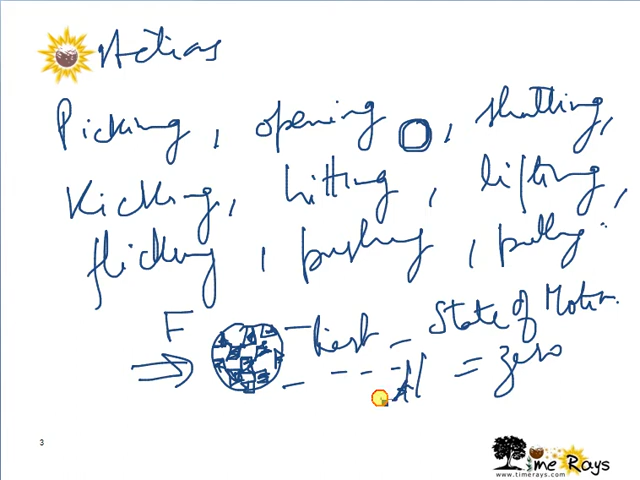 Actions
Picking, opening, shutting,
Kicking, hitting, lifting,
flicking, pushing, pulling.
F
Rest - State of Motion
= zero
3
Time Rays
www.timerays.com